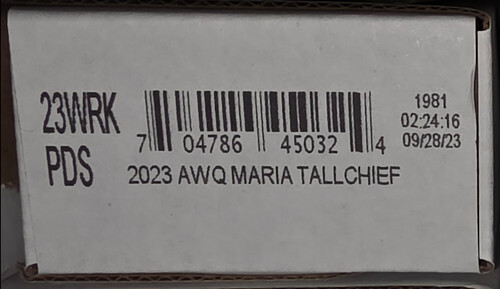 23WRK
PDS
7 04786 45032 4
2023 AWQ MARIA TALLCHIEF
1981
02:24:16
09/28/23